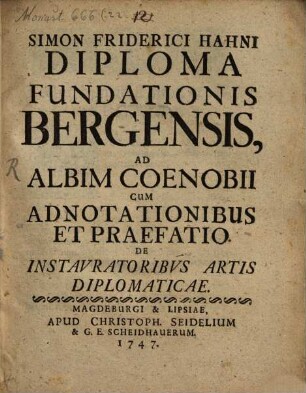 SIMON FRIDERICI HAHNI
DIPLOMA
FUNDATIONIS
BERGENSIS,
AD
ALBIM COENOBII
CUM
ADNOTATIONIBUS
ET PRAEFATIO.
DE
INSTAVRATORIBVS ARTIS
DIPLOMATICAE.
MAGDEBURGI & LIPSIAE,
APUD CHRISTOPH. SEIDELIUM
& G. E. SCHEIDHAUERUM.
1747.
R